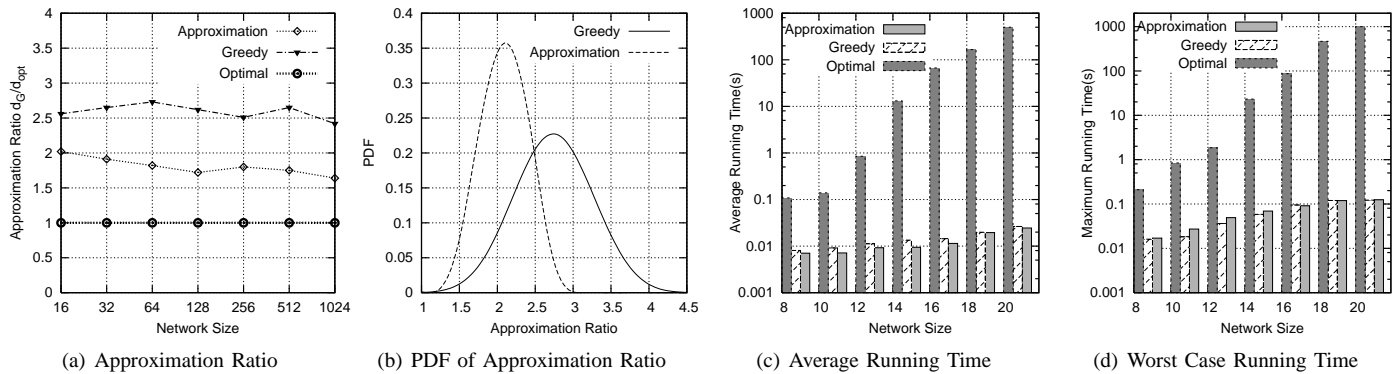 4
3.5
3
2.5
2
1.5
1
0.5
0
Approximation Ratio d_G/d_opt
Approximation
Greedy
Optimal
16 32 64 128 256 512 1024
Network Size
(a) Approximation Ratio
0.4
0.35
0.3
0.25
0.2
0.15
0.1
0.05
0
PDF
Greedy
Approximation
1 1.5 2 2.5 3 3.5 4 4.5
Approximation Ratio
(b) PDF of Approximation Ratio
1000
100
10
1
0.1
0.01
0.001
Average Running Time(s)
Approximation
Greedy
Optimal
8 10 12 14 16 18 20
Network Size
(c) Average Running Time
1000
100
10
1
0.1
0.01
0.001
Maximum Running Time(s)
Approximation
Greedy
Optimal
8 10 12 14 16 18 20
Network Size
(d) Worst Case Running Time